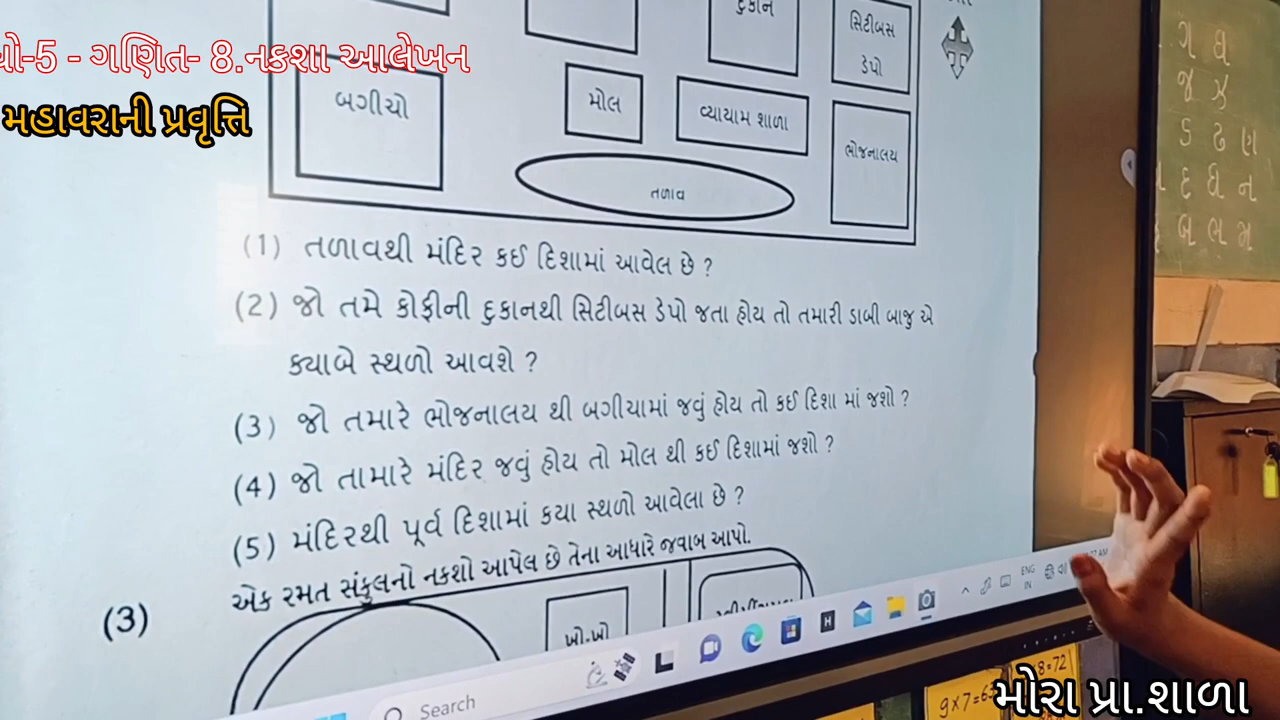 -5 - ગણિત- 8.નકશા આલેખન
મહાવરાની પ્રવૃત્તિ
દુકાન
સિટીબસ
ડેપો
બગીચો
મોલ
વ્યાયામ શાળા
ભોજનાલય
તળાવ
(1) તળાવથી મંદિર કઈ દિશામાં આવેલ છે ?
(2) જો તમે કોફીની દુકાનથી સિટીબસ ડેપો જતા હોય તો તમારી ડાબી બાજુ એ
ક્યાબે સ્થળો આવશે ?
(3) જો તમારે ભોજનાલય થી બગીચામાં જવું હોય તો કઈ દિશા માં જશો ?
(4) જો તામારે મંદિર જવું હોય તો મોલ થી કઈ દિશામાં જશો ?
(5) મંદિરથી પૂર્વ દિશામાં કયા સ્થળો આવેલા છે ?
(3) એક રમત સંકુલનો નકશો આપેલ છે તેના આધારે જવાબ આપો.
ખો-ખો
Search
ENG
IN
AM
ગ ઘ
જ ઝ
ડ ઢ ણ
દ ધ ન
બ ભ મ
8=72
9x7=63
મોરા પ્રા.શાળા